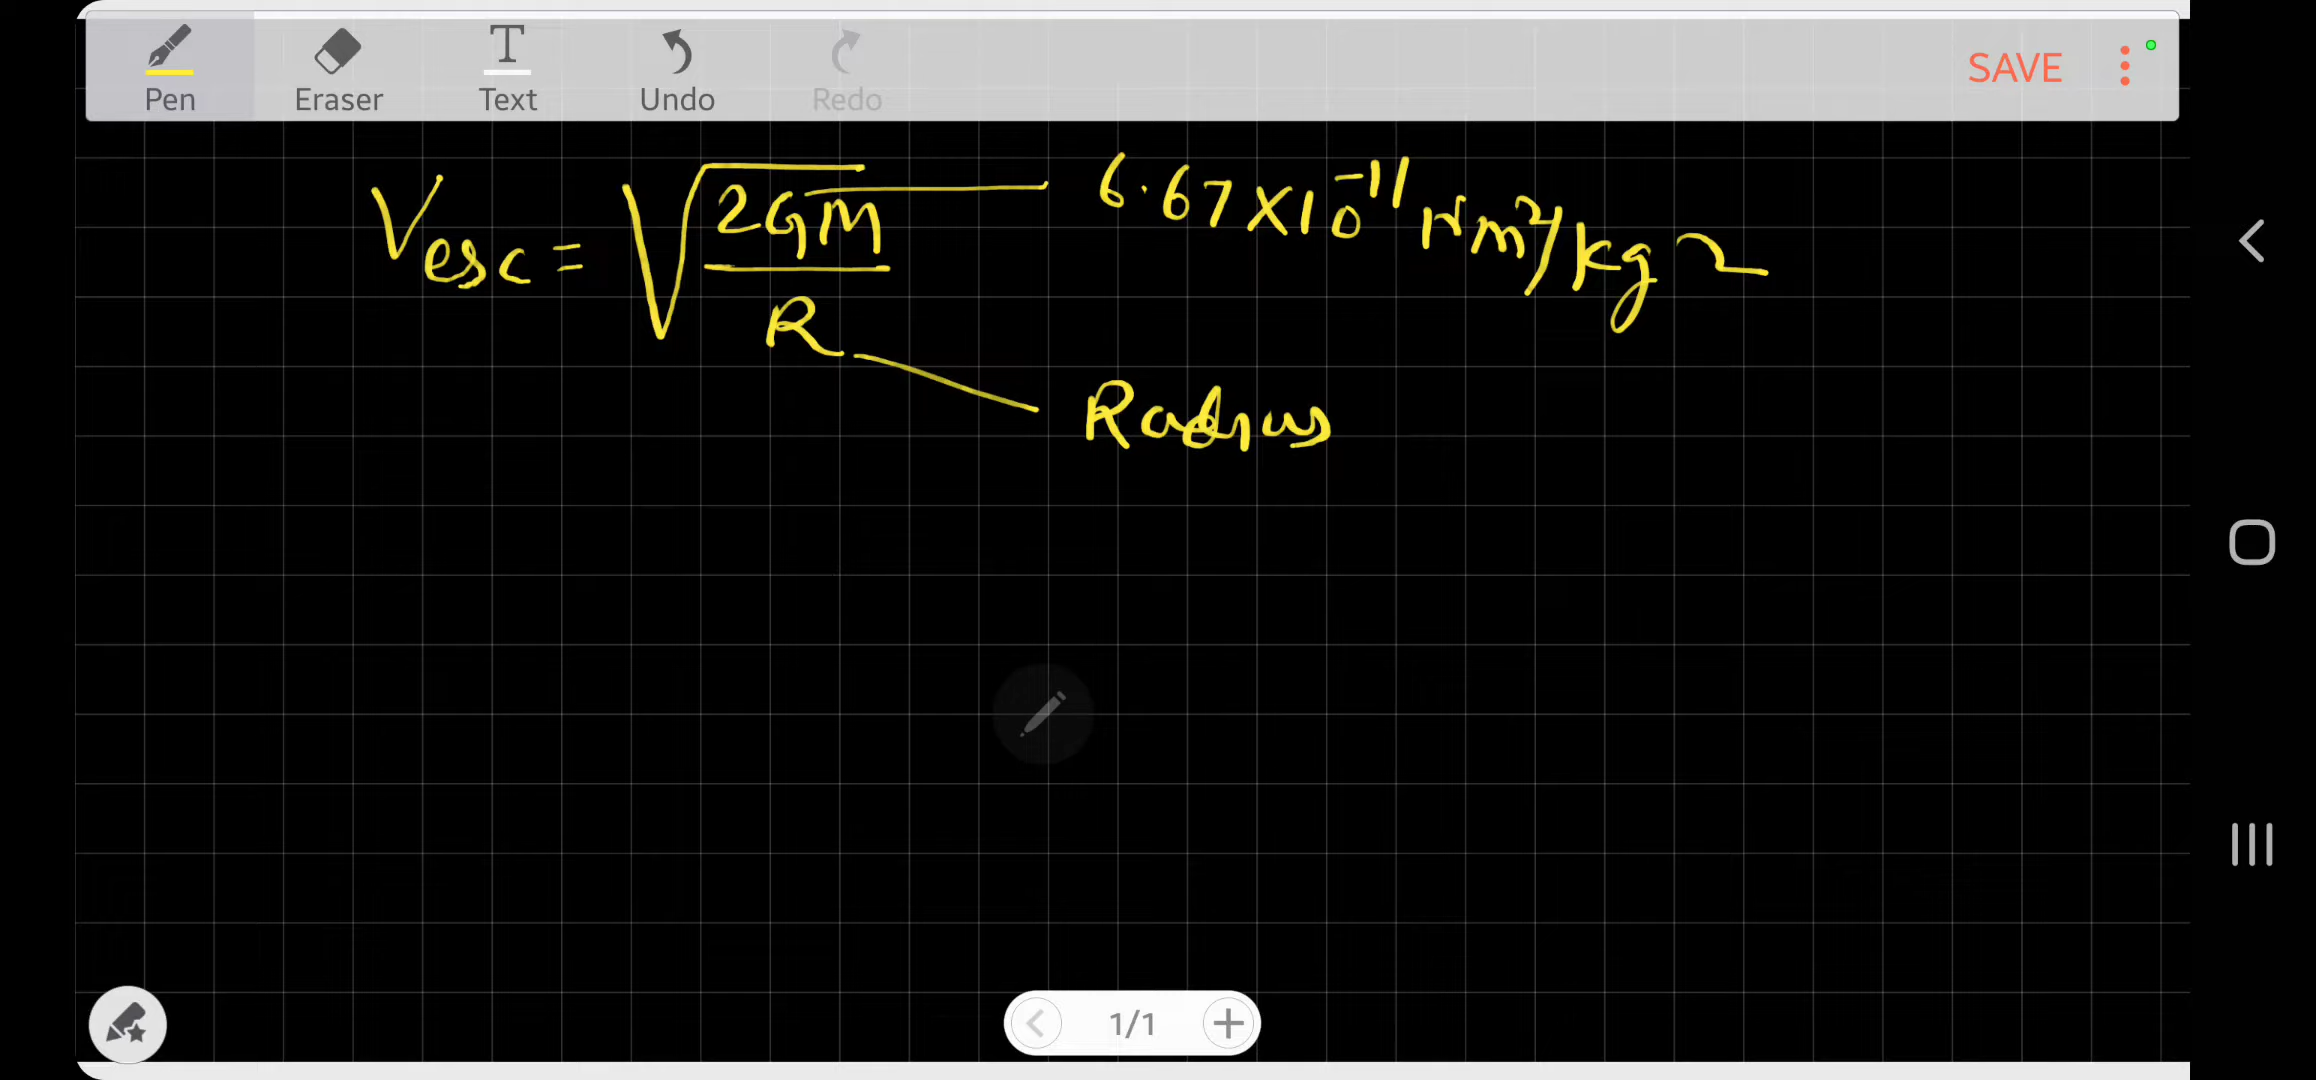 Pen Eraser Text Undo Redo SAVE
Vesc = √(2GM/R)
6.67×10⁻¹¹ Nm²/kg²
Radius
1/1